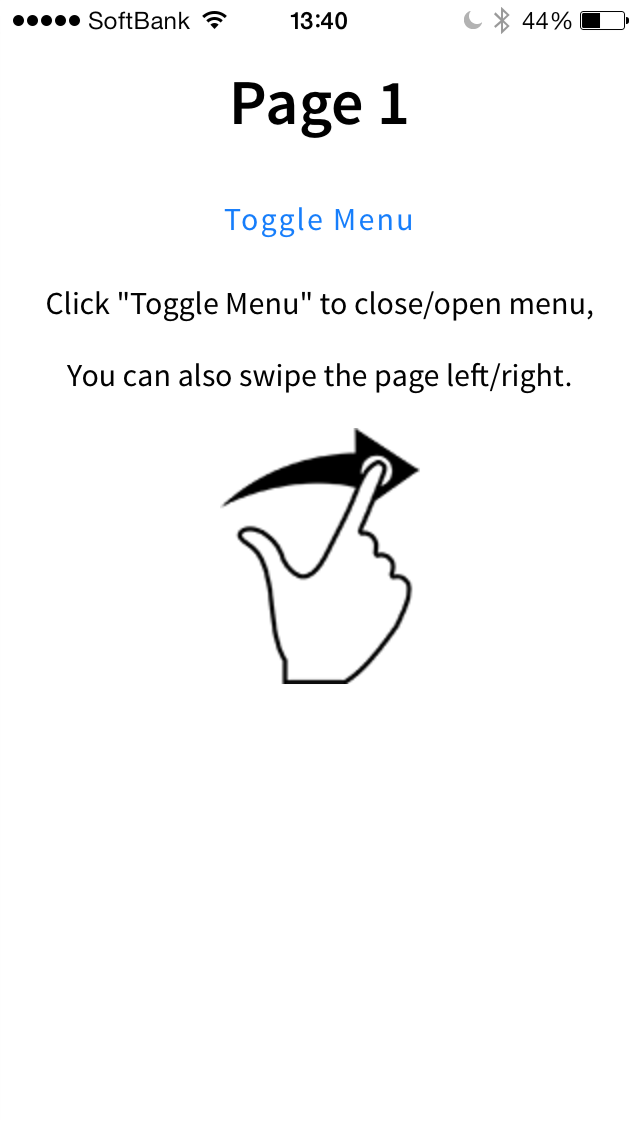 SoftBank 13:40 44%
Page 1
Toggle Menu
Click "Toggle Menu" to close/open menu,
You can also swipe the page left/right.